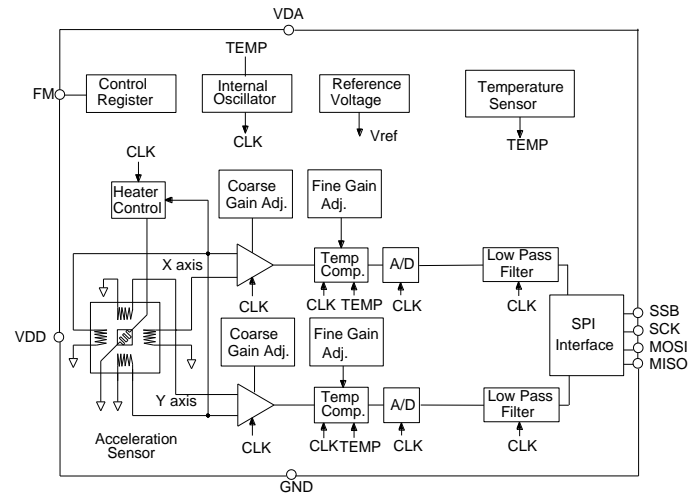 VDA
TEMP
FM
Control
Register
Internal
Oscillator
Reference
Voltage
Temperature
Sensor
CLK
Vref
TEMP
CLK
Heater
Control
Coarse
Gain Adj.
Fine Gain
Adj.
X axis
Temp
Comp.
A/D
Low Pass
Filter
CLK
CLK
TEMP
CLK
CLK
VDD
Coarse
Gain Adj.
Fine Gain
Adj.
SPI
Interface
SSB
SCK
MOSI
MISO
Y axis
Temp
Comp.
A/D
Low Pass
Filter
CLK
CLK
TEMP
CLK
CLK
Acceleration
Sensor
GND